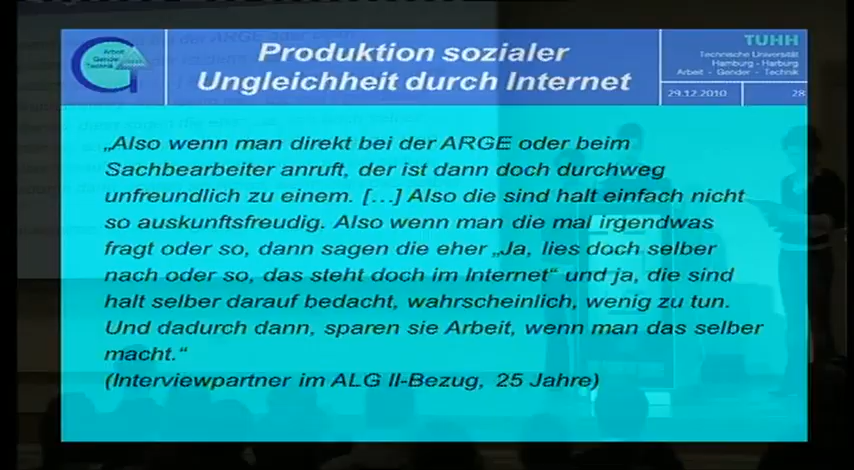 Arbeit
Gender
Technik
Produktion sozialer
Ungleichheit durch Internet
TUHH
Technische Universität
Hamburg - Harburg
Arbeit - Gender - Technik
29.12.2010
28
„Also wenn man direkt bei der ARGE oder beim
Sachbearbeiter anruft, der ist dann doch durchweg
unfreundlich zu einem. […] Also die sind halt einfach nicht
so auskunftsfreudig. Also wenn man die mal irgendwas
fragt oder so, dann sagen die eher „Ja, lies doch selber
nach oder so, das steht doch im Internet“ und ja, die sind
halt selber darauf bedacht, wahrscheinlich, wenig zu tun.
Und dadurch dann, sparen sie Arbeit, wenn man das selber
macht.“
(Interviewpartner im ALG II-Bezug, 25 Jahre)